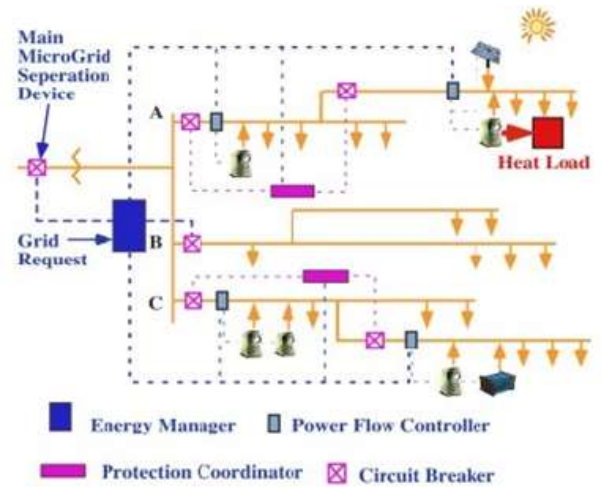 Main
MicroGrid
Seperation
Device
A
Heat Load
Grid
Request
B
C
Energy Manager
Power Flow Controller
Protection Coordinator
Circuit Breaker